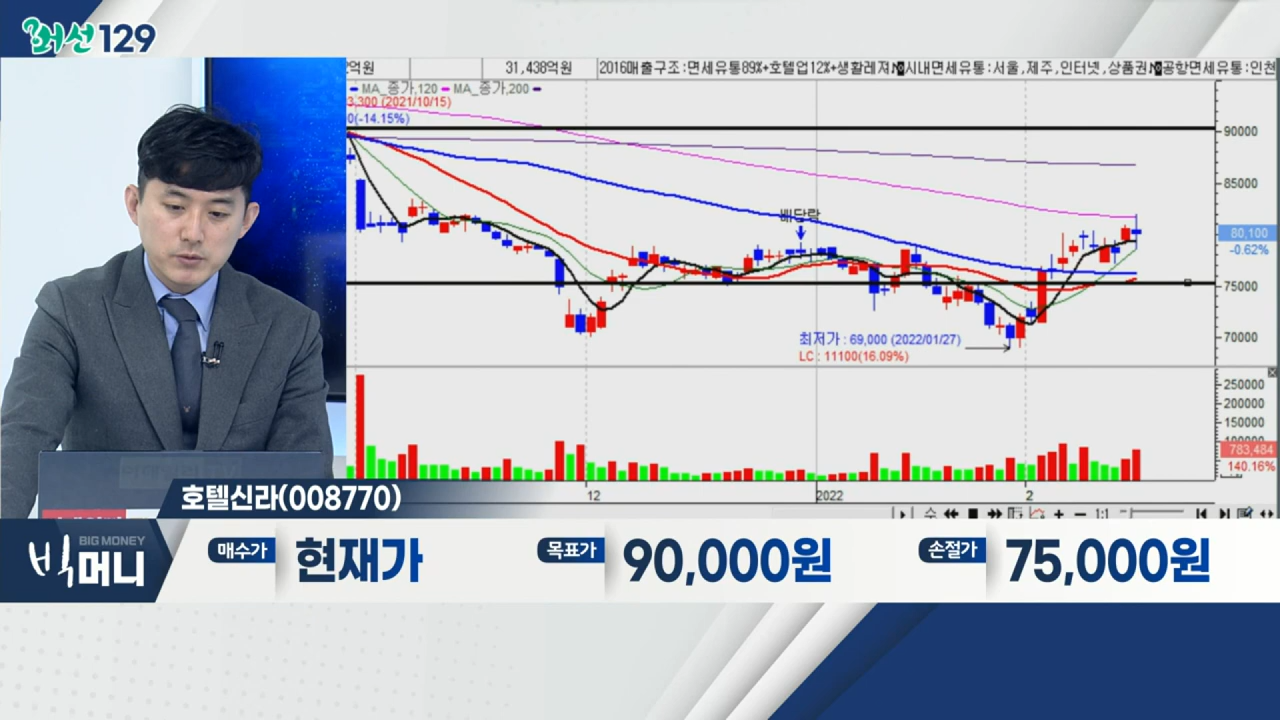 머선129
억원
31,438억원
2016매출구조:면세유통89%+호텔업12%+생활레저
시내면세유통:서울,제주,인터넷,상품권
공항면세유통:인천
MA_종가,120
MA_종가,200
3,300 (2021/10/15)
(-14.15%)
배당락
최저가 : 69,000 (2022/01/27)
LC : 11100(16.09%)
90000
85000
80,100
-0.62%
75000
70000
250000
200000
150000
100000
783,484
140.16%
12
2022
2
1:1
호텔신라(008770)
BIG MONEY
빅머니
매수가
현재가
목표가
90,000원
손절가
75,000원